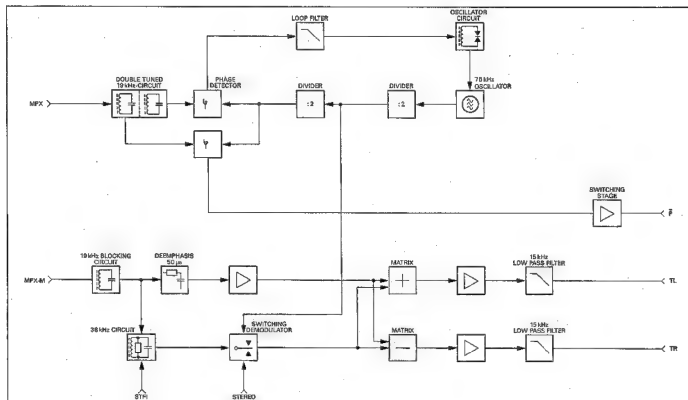 LOOP FILTER
OSCILLATOR
CIRCUIT
DOUBLE TUNED
19 kHz-CIRCUIT
PHASE
DETECTOR
DIVIDER
DIVIDER
76 kHz
OSCILLATOR
MPX
:2
:2
φ
φ
SWITCHING
STAGE
19 kHz BLOCKING
CIRCUIT
DEEMPHASIS
50 µs
MATRIX
15 kHz
LOW PASS FILTER
MPX-M
+
TL
38 kHz CIRCUIT
SWITCHING
DEMODULATOR
MATRIX
15 kHz
LOW PASS FILTER
−
TR
STEREO